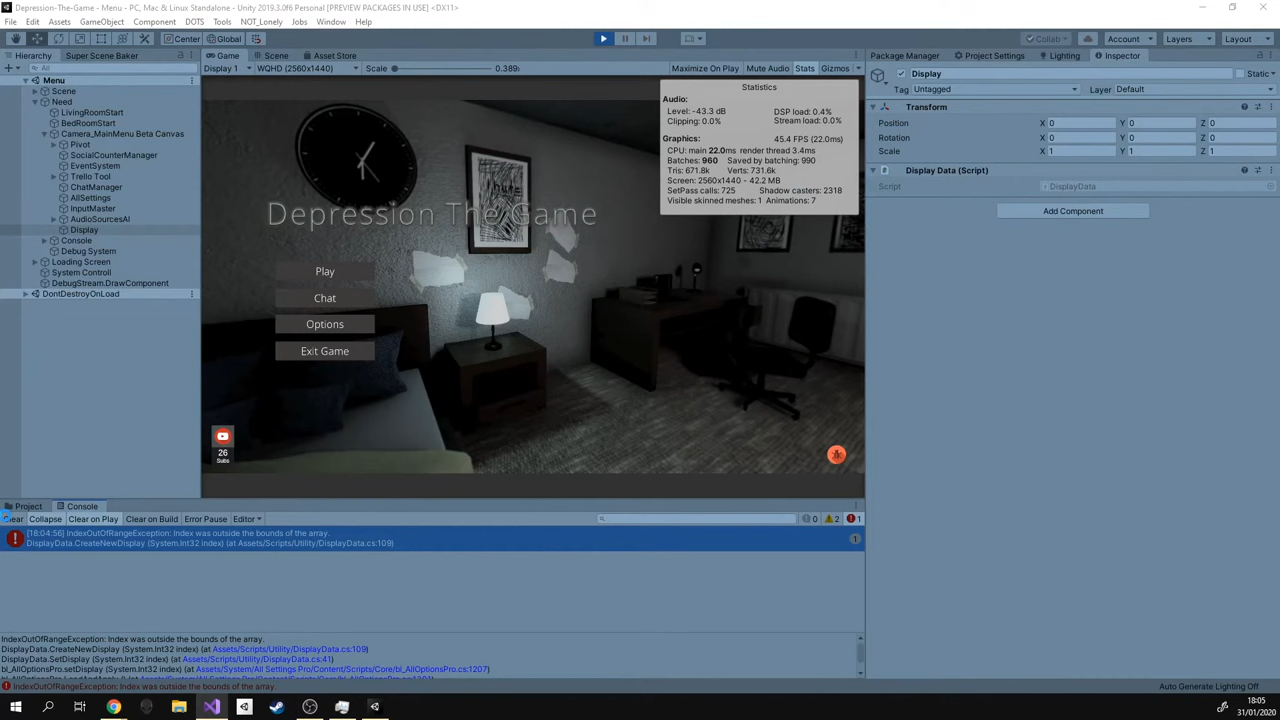 Depression-The-Game - Menu - PC, Mac & Linux Standalone - Unity 2019.3.0f6 Personal [PREVIEW PACKAGES IN USE] <DX11>
File Edit Assets GameObject Component DOTS Tools NOT_Lonely Jobs Window Help
Center Global Collab Account Layers Layout
Hierarchy Super Scene Baker Game Scene Asset Store Package Manager Project Settings Lighting Inspector
All Display 1 WQHD (2560x1440) Scale 0.389: Maximize On Play Mute Audio Stats Gizmos Display Static
Menu
Scene
Need
LivingRoomStart
BedRoomStart
Camera_MainMenu Beta Canvas
Pivot
SocialCounterManager
EventSystem
Trello Tool
ChatManager
AllSettings
InputMaster
AudioSourcesAI
Display
Console
Debug System
Loading Screen
System Controll
DebugStream.DrawComponent
DontDestroyOnLoad
Statistics
Audio:
Level: -43.3 dB DSP load: 0.4%
Clipping: 0.0% Stream load: 0.0%
Graphics: 45.4 FPS (22.0ms)
CPU: main 22.0ms render thread 3.4ms
Batches: 960 Saved by batching: 990
Tris: 671.8k Verts: 731.6k
Screen: 2560x1440 - 42.2 MB
SetPass calls: 725 Shadow casters: 2318
Visible skinned meshes: 1 Animations: 7
Depression The Game
Play
Chat
Options
Exit Game
26
Subs
Tag Untagged Layer Default
Transform
Position X 0 Y 0 Z 0
Rotation X 0 Y 0 Z 0
Scale X 1 Y 1 Z 1
Display Data (Script)
Script DisplayData
Add Component
Project Console
Clear Collapse Clear on Play Clear on Build Error Pause Editor 0 2 1
[18:04:56] IndexOutOfRangeException: Index was outside the bounds of the array.
DisplayData.CreateNewDisplay (System.Int32 index) (at Assets/Scripts/Utility/DisplayData.cs:109) 1
IndexOutOfRangeException: Index was outside the bounds of the array.
DisplayData.CreateNewDisplay (System.Int32 index) (at Assets/Scripts/Utility/DisplayData.cs:109)
DisplayData.SetDisplay (System.Int32 index) (at Assets/Scripts/Utility/DisplayData.cs:41)
bl_AllOptionsPro.setDisplay (System.Int32 index) (at Assets/System/All Settings Pro/Content/Scripts/Core/bl_AllOptionsPro.cs:1207)
IndexOutOfRangeException: Index was outside the bounds of the array.
Auto Generate Lighting Off
18:05
31/01/2020